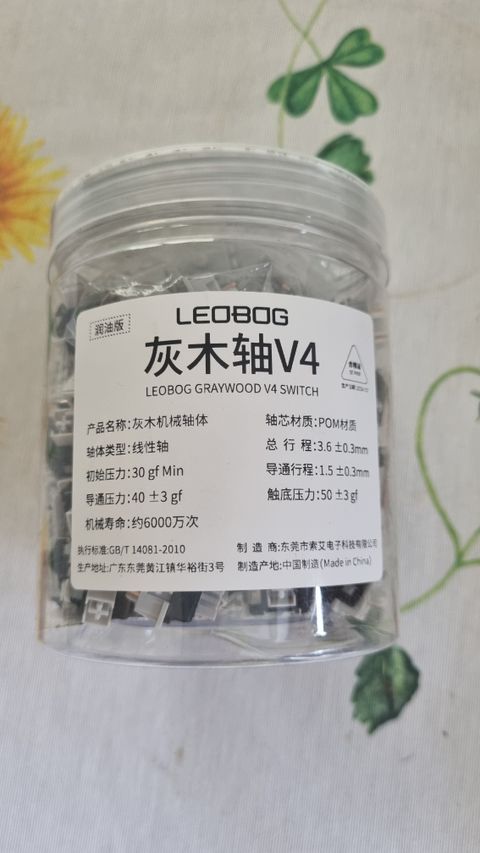 润油版
LEOBOG
灰木轴V4
LEOBOG GRAYWOOD V4 SWITCH
合格证
产品名称:灰木机械轴体
轴芯材质:POM材质
轴体类型:线性轴
总行程:3.6 ±0.3mm
初始压力:30 gf Min
导通行程:1.5 ±0.3mm
导通压力:40 ±3 gf
触底压力:50 ±3 gf
机械寿命:约6000万次
执行标准:GB/T 14081-2010
制造商:东莞市索艾电子科技有限公司
生产地址:广东东莞黄江镇华裕街3号
制造产地:中国制造(Made in China)